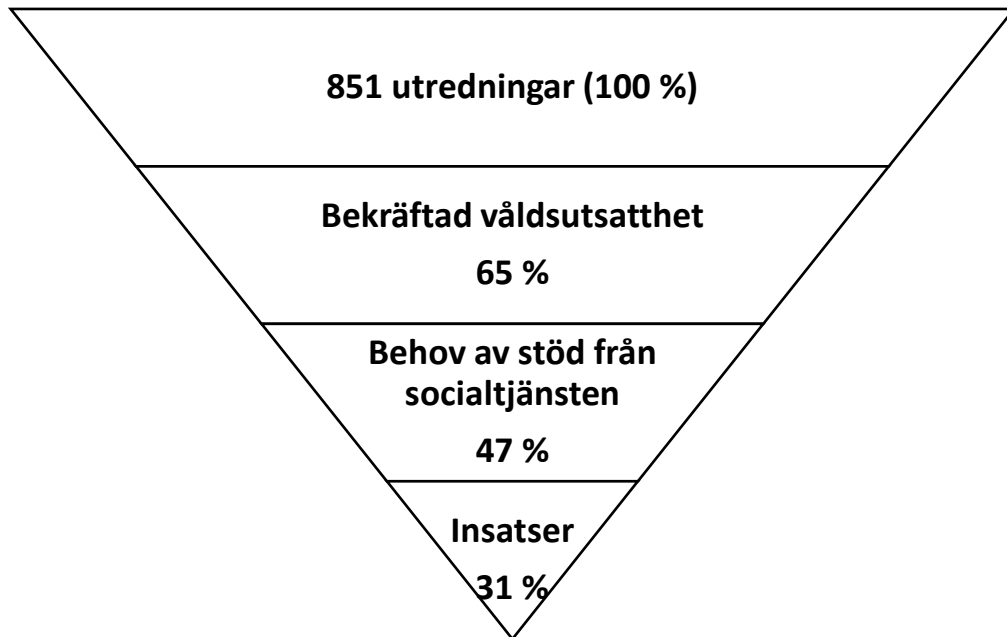 851 utredningar (100 %)
Bekräftad våldsutsatthet
65 %
Behov av stöd från
socialtjänsten
47 %
Insatser
31 %